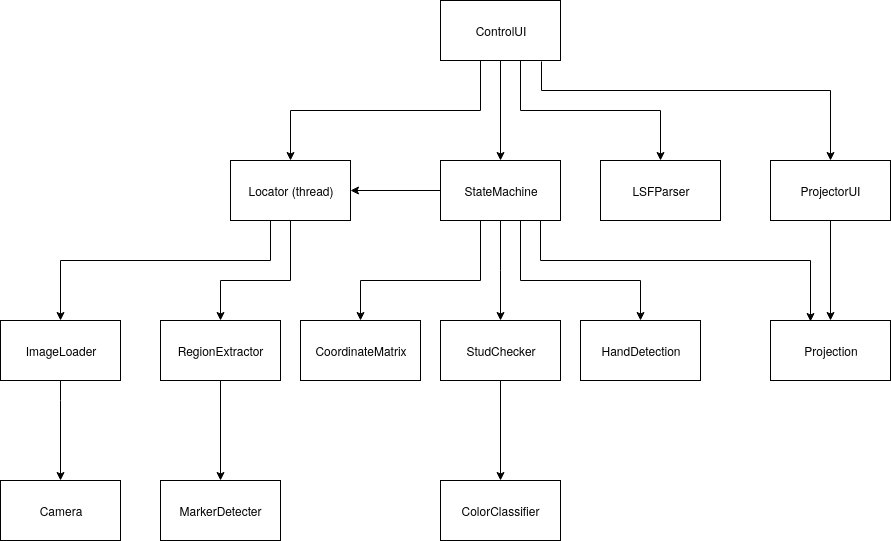 ControlUI
Locator (thread)
StateMachine
LSFParser
ProjectorUI
ImageLoader
RegionExtractor
CoordinateMatrix
StudChecker
HandDetection
Projection
Camera
MarkerDetecter
ColorClassifier